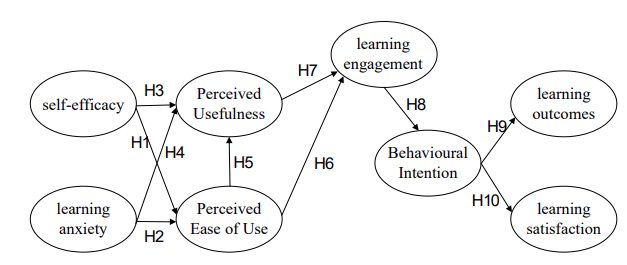 learning
engagement
H7
H8
self-efficacy
H3
Perceived
Usefulness
learning
outcomes
H9
H1
H4
H5
H6
Behavioural
Intention
learning
anxiety
H2
Perceived
Ease of Use
H10
learning
satisfaction